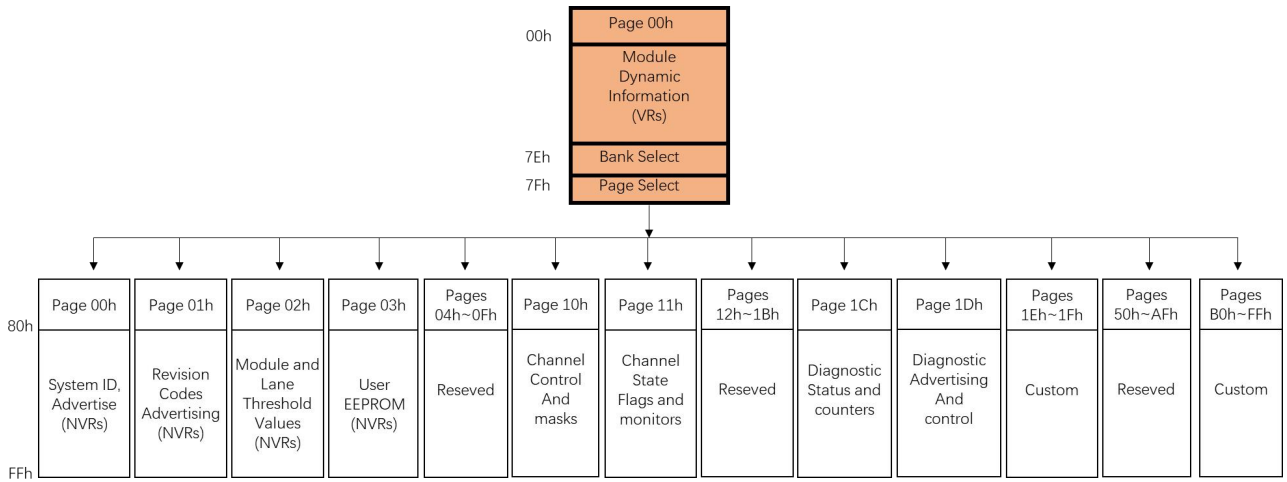 Page 00h
00h
Module
Dynamic
Information
(VRs)
7Eh
Bank Select
7Fh
Page Select
80h
FFh
Page 00h
System ID,
Advertise
(NVRs)
Page 01h
Revision
Codes
Advertising
(NVRs)
Page 02h
Module and
Lane
Threshold
Values
(NVRs)
Page 03h
User
EEPROM
(NVRs)
Pages
04h~0Fh
Reseved
Page 10h
Channel
Control
And
masks
Page 11h
Channel
State
Flags and
monitors
Pages
12h~1Bh
Reseved
Page 1Ch
Diagnostic
Status and
counters
Page 1Dh
Diagnostic
Advertising
And
control
Pages
1Eh~1Fh
Custom
Pages
50h~AFh
Reseved
Pages
B0h~FFh
Custom